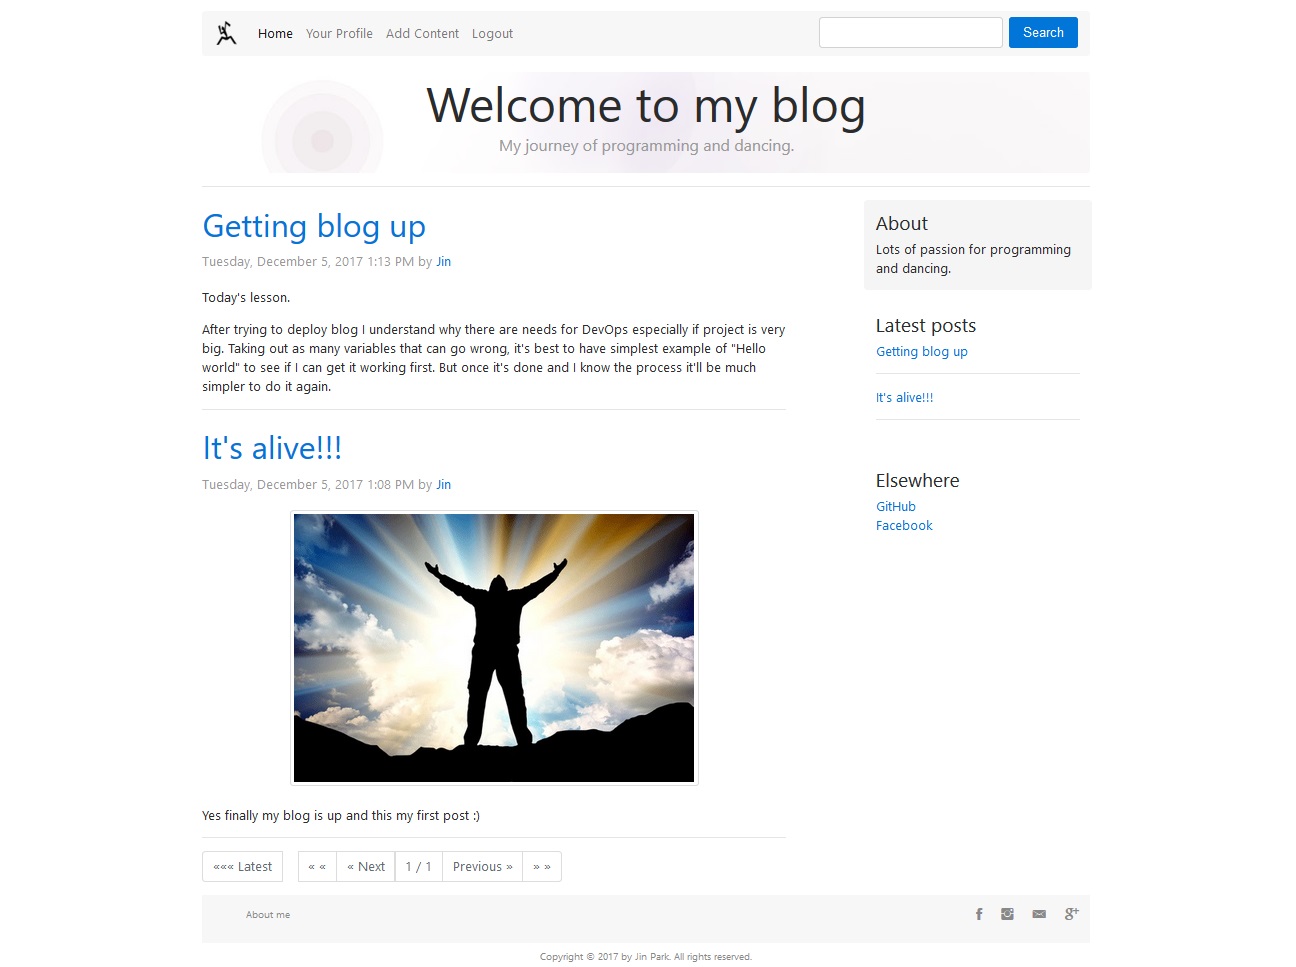 Home Your Profile Add Content Logout Search
Welcome to my blog
My journey of programming and dancing.
Getting blog up
Tuesday, December 5, 2017 1:13 PM by Jin
Today's lesson.
After trying to deploy blog I understand why there are needs for DevOps especially if project is very
big. Taking out as many variables that can go wrong, it's best to have simplest example of "Hello
world" to see if I can get it working first. But once it's done and I know the process it'll be much
simpler to do it again.
It's alive!!!
Tuesday, December 5, 2017 1:08 PM by Jin
Yes finally my blog is up and this my first post :)
««« Latest « « « Next 1 / 1 Previous » » »
About
Lots of passion for programming
and dancing.
Latest posts
Getting blog up
It's alive!!!
Elsewhere
GitHub
Facebook
About me
Copyright © 2017 by Jin Park. All rights reserved.